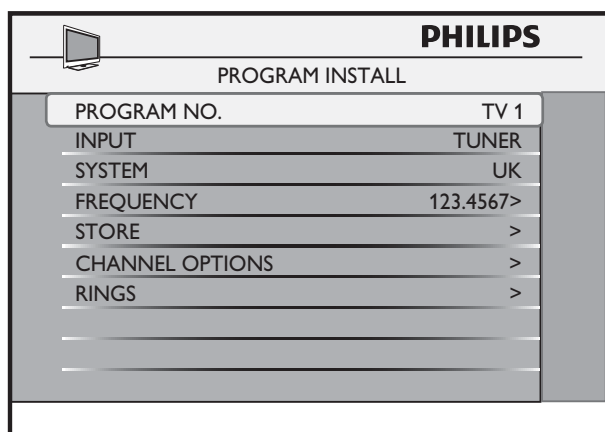 PHILIPS
PROGRAM INSTALL
PROGRAM NO. TV 1
INPUT TUNER
SYSTEM UK
FREQUENCY 123.4567>
STORE >
CHANNEL OPTIONS >
RINGS >